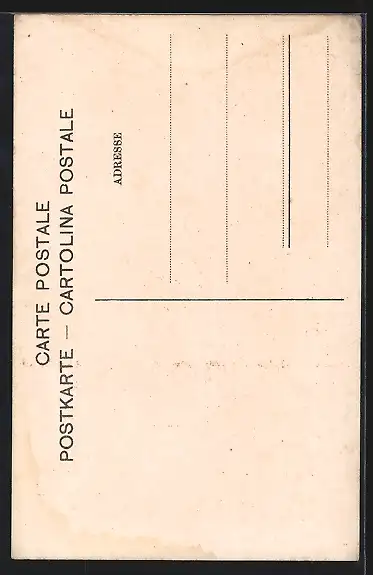 CARTE POSTALE
POSTKARTE — CARTOLINA POSTALE
ADRESSE